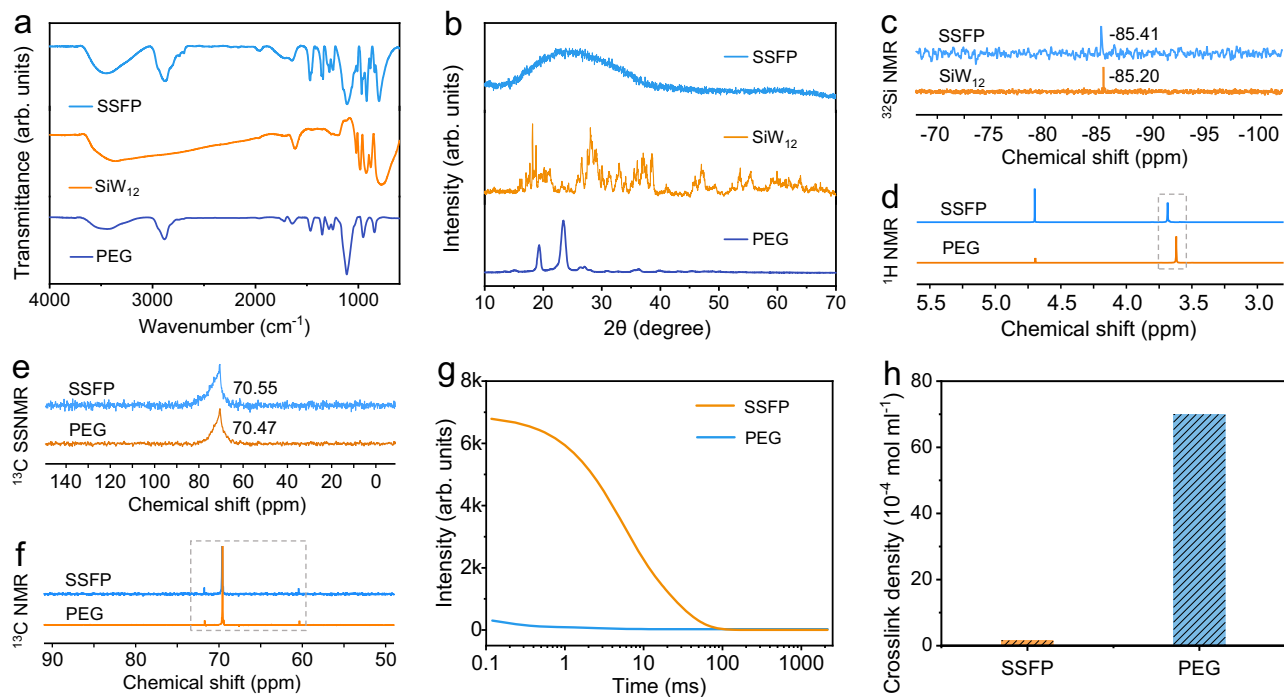 a
Transmittance (arb. units)
SSFP
SiW₁₂
PEG
4000 3000 2000 1000
Wavenumber (cm⁻¹)
b
Intensity (arb. units)
SSFP
SiW₁₂
PEG
10 20 30 40 50 60 70
2θ (degree)
c
³²Si NMR
SSFP
-85.41
SiW₁₂
-85.20
-70 -75 -80 -85 -90 -95 -100
Chemical shift (ppm)
d
¹H NMR
SSFP
PEG
5.5 5.0 4.5 4.0 3.5 3.0
Chemical shift (ppm)
e
¹³C SSNMR
SSFP
70.55
PEG
70.47
140 120 100 80 60 40 20 0
Chemical shift (ppm)
f
¹³C NMR
SSFP
PEG
90 80 70 60 50
Chemical shift (ppm)
g
Intensity (arb. units)
8k
6k
4k
2k
0
SSFP
PEG
0.1 1 10 100 1000
Time (ms)
h
Crosslink density (10⁻⁴ mol ml⁻¹)
80
60
40
20
0
SSFP PEG